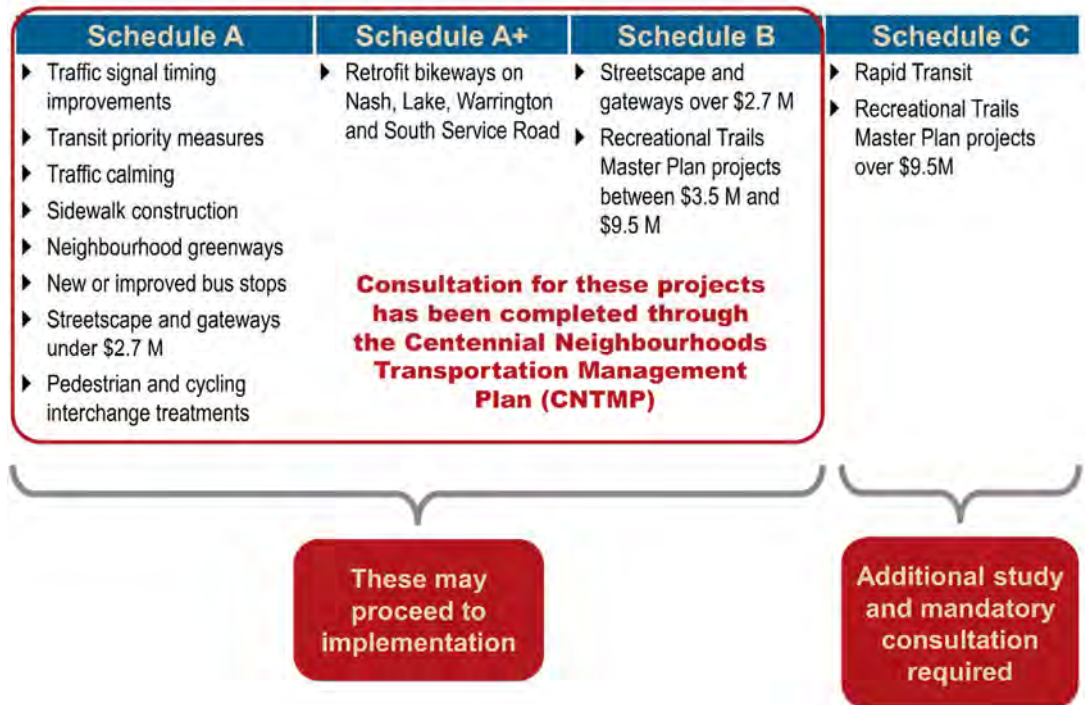 Schedule A
Traffic signal timing
improvements
Transit priority measures
Traffic calming
Sidewalk construction
Neighbourhood greenways
New or improved bus stops
Streetscape and gateways
under $2.7 M
Pedestrian and cycling
interchange treatments
Schedule A+
Retrofit bikeways on
Nash, Lake, Warrington
and South Service Road
Schedule B
Streetscape and
gateways over $2.7 M
Recreational Trails
Master Plan projects
between $3.5 M and
$9.5 M
Consultation for these projects
has been completed through
the Centennial Neighbourhoods
Transportation Management
Plan (CNTMP)
Schedule C
Rapid Transit
Recreational Trails
Master Plan projects
over $9.5M
These may
proceed to
implementation
Additional study
and mandatory
consultation
required